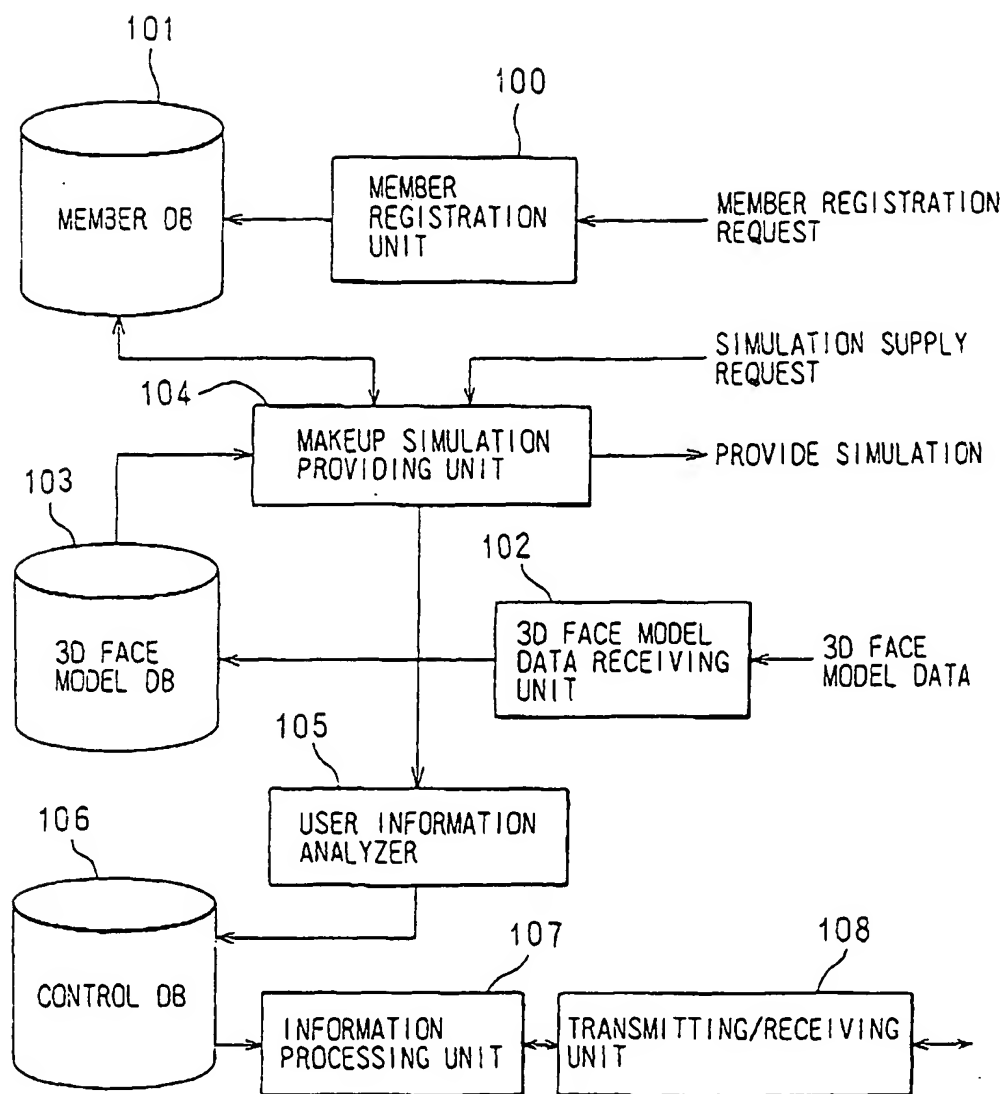 101
100
MEMBER DB
MEMBER
REGISTRATION
UNIT
MEMBER REGISTRATION
REQUEST
SIMULATION SUPPLY
REQUEST
104
MAKEUP SIMULATION
PROVIDING UNIT
PROVIDE SIMULATION
103
102
3D FACE
MODEL DB
3D FACE MODEL
DATA RECEIVING
UNIT
3D FACE
MODEL DATA
105
USER INFORMATION
ANALYZER
106
107
108
CONTROL DB
INFORMATION
PROCESSING UNIT
TRANSMITTING/RECEIVING
UNIT